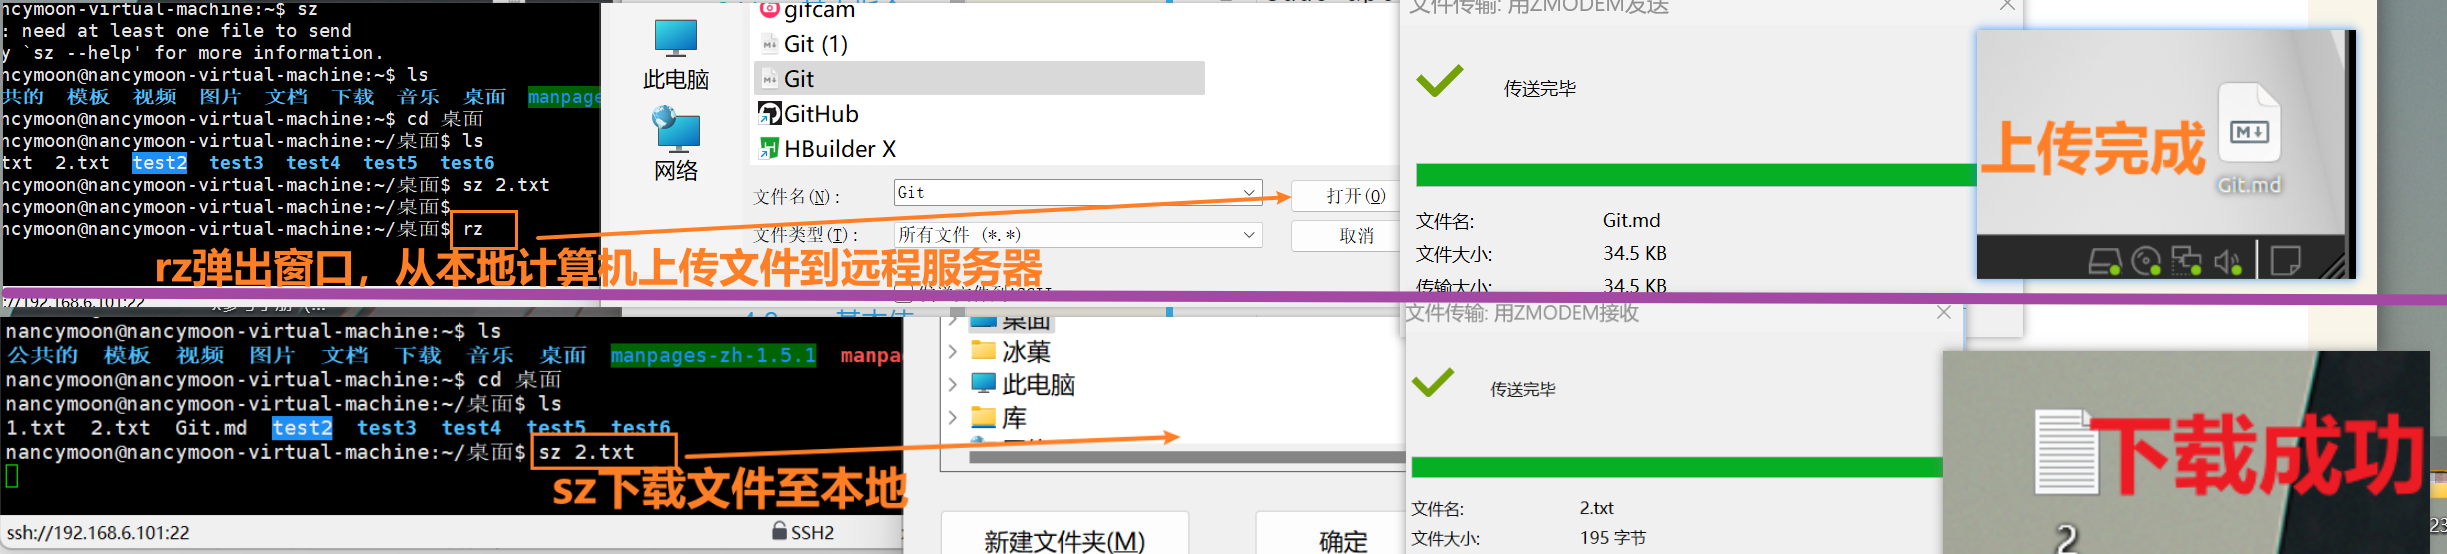 ncymoon-virtual-machine:~$ sz
: need at least one file to send
y `sz --help' for more information.
ncymoon@nancymoon-virtual-machine:~$ ls
共的 模板 视频 图片 文档 下载 音乐 桌面 manpage
ncymoon@nancymoon-virtual-machine:~$ cd 桌面
ncymoon@nancymoon-virtual-machine:~/桌面$ ls
txt 2.txt test2 test3 test4 test5 test6
ncymoon@nancymoon-virtual-machine:~/桌面$ sz 2.txt
ncymoon@nancymoon-virtual-machine:~/桌面$
ncymoon@nancymoon-virtual-machine:~/桌面$ rz
rz弹出窗口，从本地计算机上传文件到远程服务器
://192.168.6.101:22
此电脑
网络
gifcam
Git (1)
Git
GitHub
HBuilder X
文件名(N): Git
打开(O)
文件类型(T): 所有文件 (*.*)
取消
文件传输: 用ZMODEM发送
传送完毕
文件名: Git.md
文件大小: 34.5 KB
传输大小: 34.5 KB
上传完成
Git.md
nancymoon@nancymoon-virtual-machine:~$ ls
公共的 模板 视频 图片 文档 下载 音乐 桌面 manpages-zh-1.5.1 manpa
nancymoon@nancymoon-virtual-machine:~$ cd 桌面
nancymoon@nancymoon-virtual-machine:~/桌面$ ls
1.txt 2.txt Git.md test2 test3 test4 test5 test6
nancymoon@nancymoon-virtual-machine:~/桌面$ sz 2.txt
sz下载文件至本地
ssh://192.168.6.101:22
SSH2
桌面
冰菓
此电脑
库
新建文件夹(M)
确定
文件传输: 用ZMODEM接收
传送完毕
文件名: 2.txt
文件大小: 195 字节
下载成功
2
23